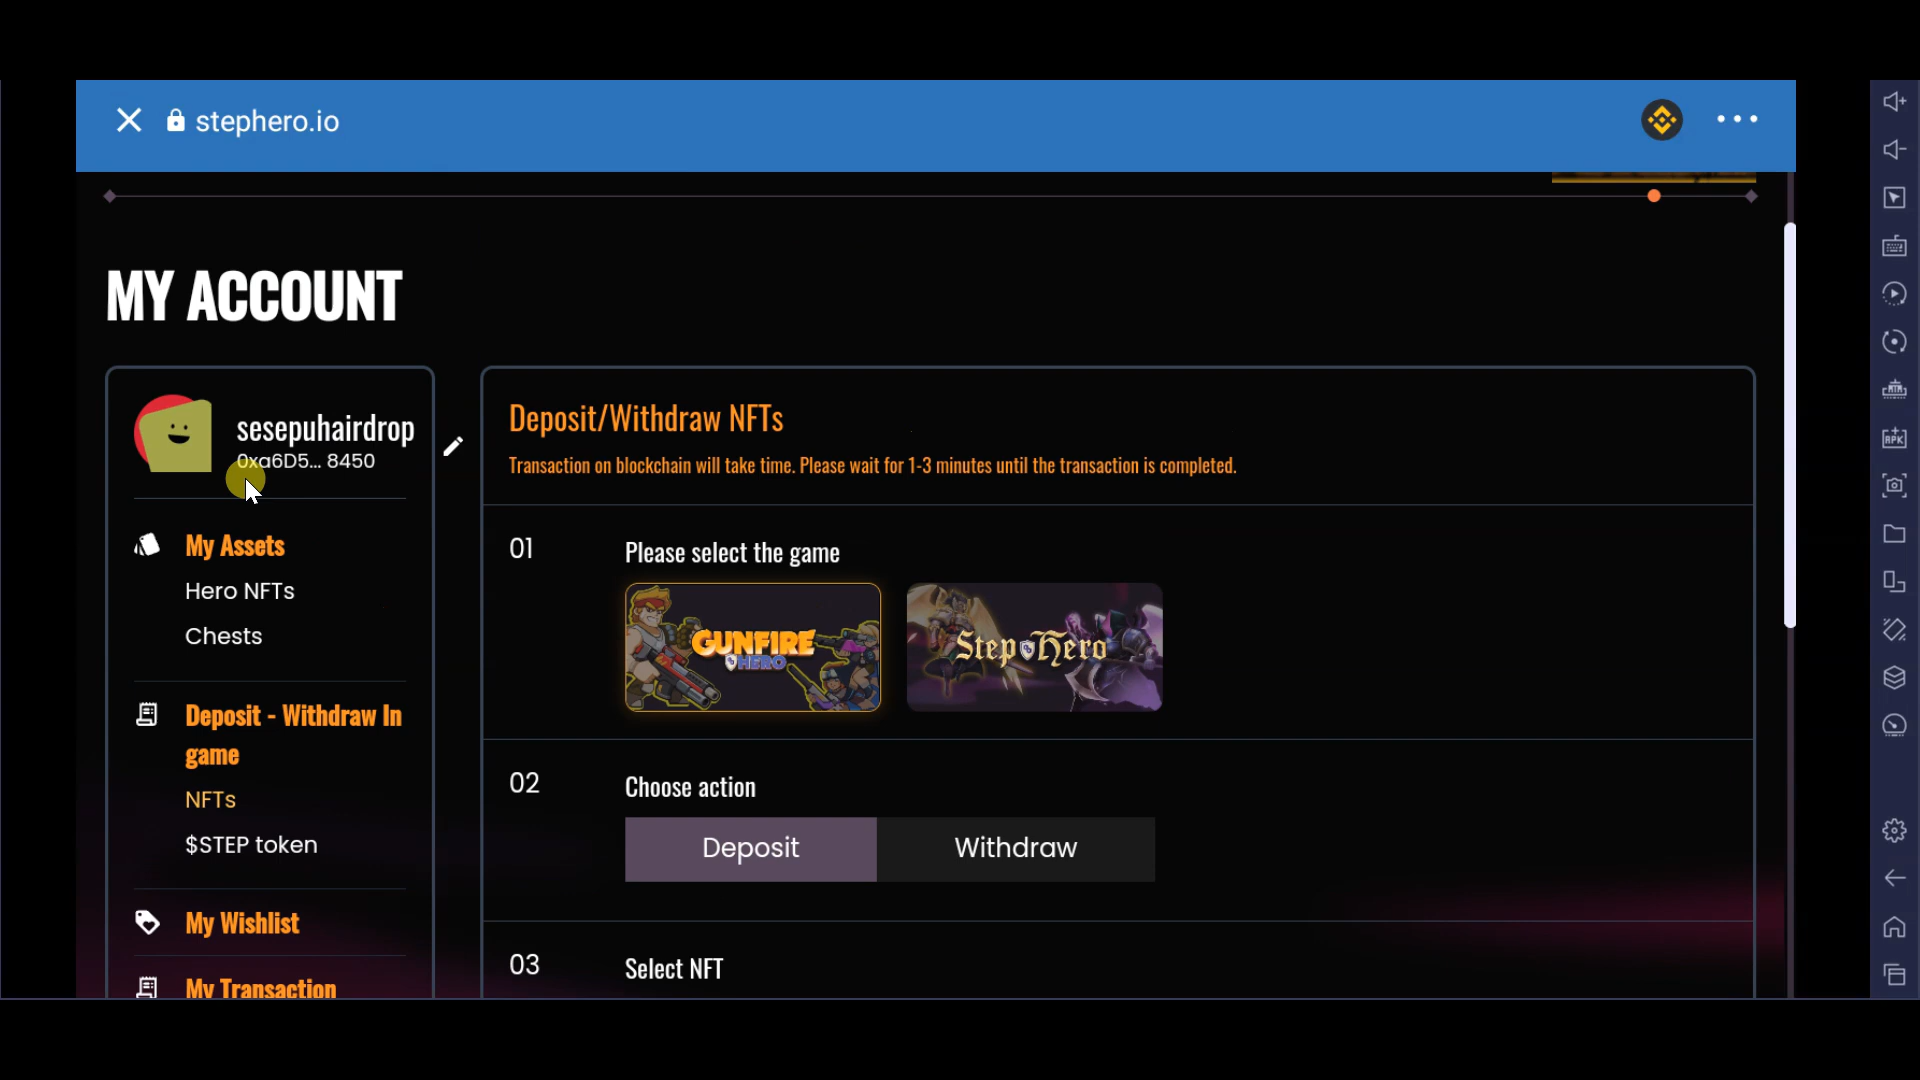 stephero.io
MY ACCOUNT
sesepuhairdrop
0xa6D5... 8450
My Assets
Hero NFTs
Chests
Deposit - Withdraw In
game
NFTs
$STEP token
My Wishlist
My Transaction
Deposit/Withdraw NFTs
Transaction on blockchain will take time. Please wait for 1-3 minutes until the transaction is completed.
01
Please select the game
GUNFIRE
HERO
StepHero
02
Choose action
Deposit
Withdraw
03
Select NFT
RTM
APK